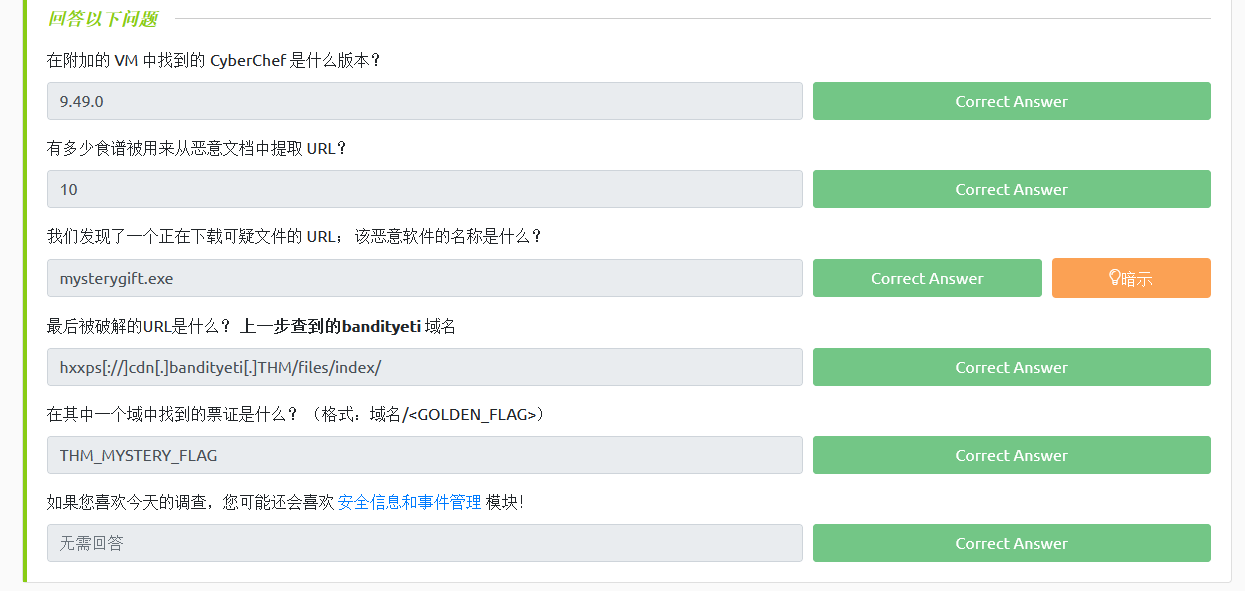 回答以下问题
在附加的 VM 中找到的 CyberChef 是什么版本？
9.49.0
Correct Answer
有多少食谱被用来从恶意文档中提取 URL？
10
Correct Answer
我们发现了一个正在下载可疑文件的 URL； 该恶意软件的名称是什么？
mysterygift.exe
Correct Answer
暗示
最后被破解的URL是什么？ 上一步查到的bandityeti 域名
hxxps[://]cdn[.]bandityeti[.]THM/files/index/
Correct Answer
在其中一个域中找到的票证是什么？（格式：域名/<GOLDEN_FLAG>）
THM_MYSTERY_FLAG
Correct Answer
如果您喜欢今天的调查，您可能还会喜欢 安全信息和事件管理 模块！
无需回答
Correct Answer